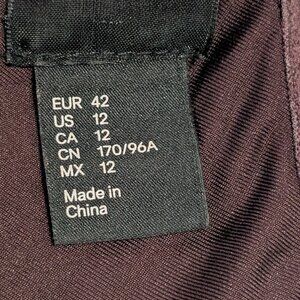 EUR 42
US 12
CA 12
CN 170/96A
MX 12
Made in
China